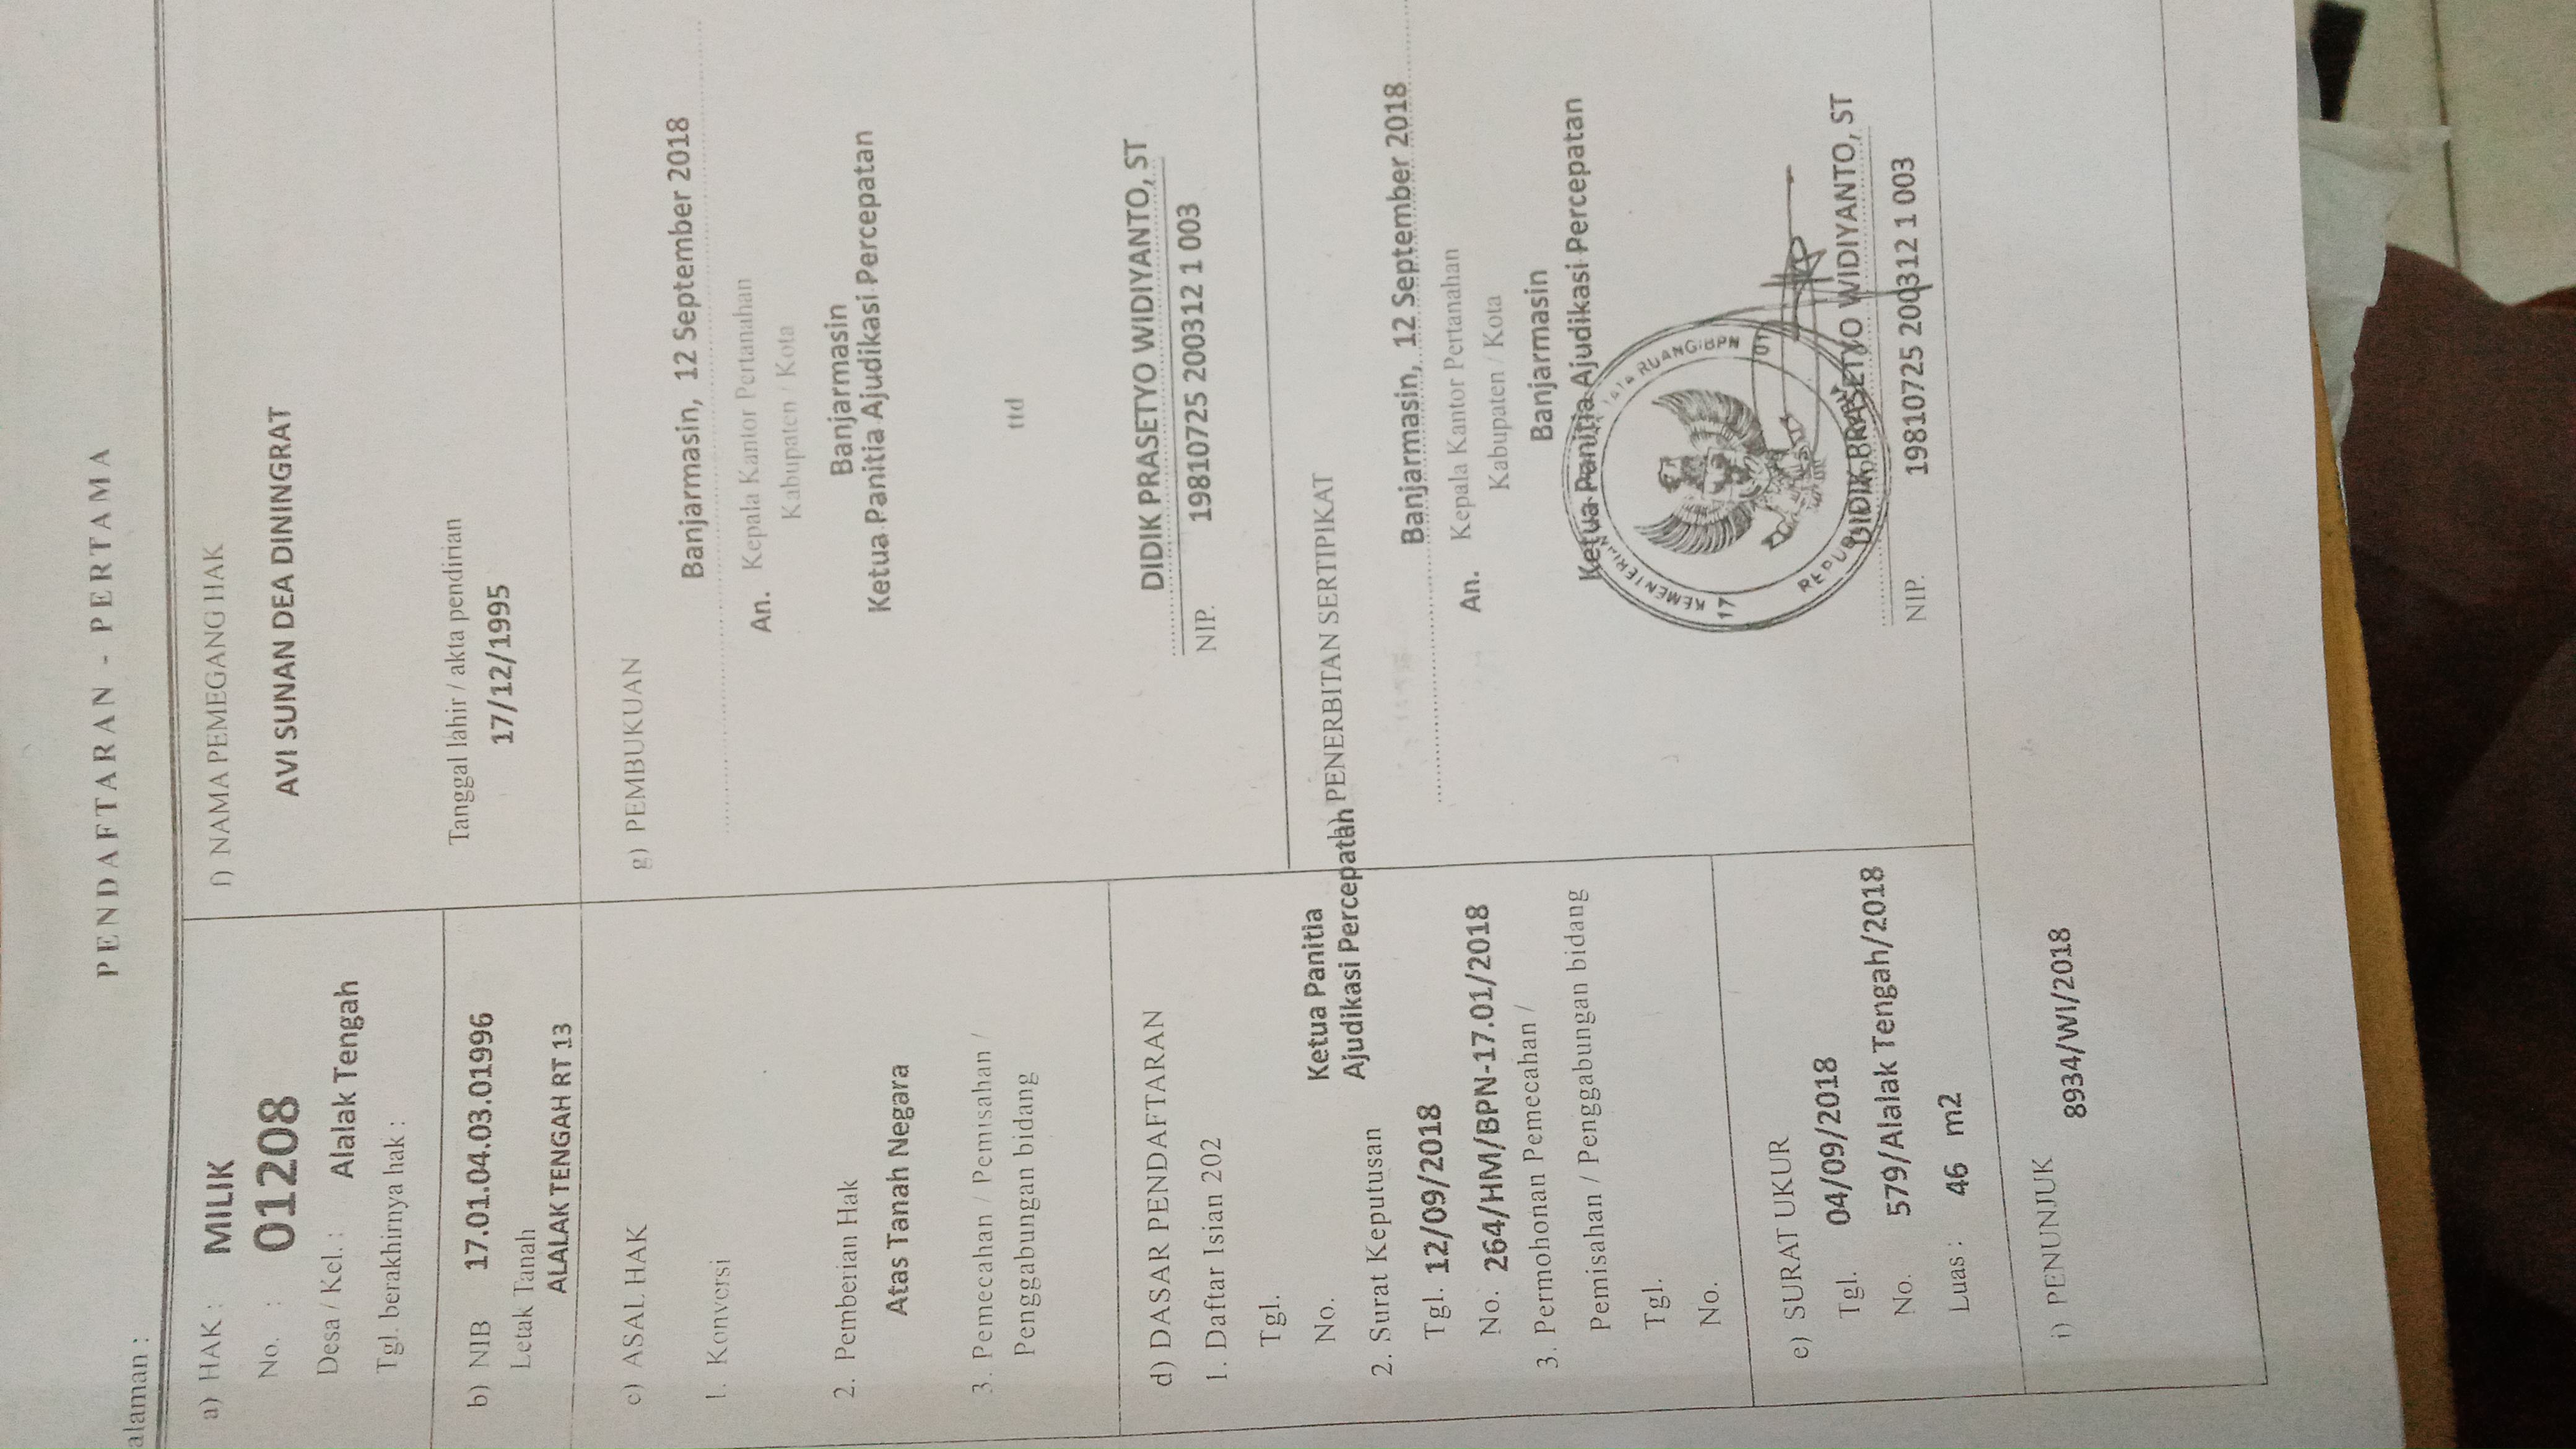 alaman :
PENDAFTARAN - PERTAMA
a) HAK : MILIK
No. : 01208
Desa / Kel. : Alalak Tengah
Tgl. berakhirnya hak :
b) NIB 17.01.04.03.01996
Letak Tanah
ALALAK TENGAH RT 13
c) ASAL HAK
1. Konversi
2. Pemberian Hak
Atas Tanah Negara
3. Pemecahan / Pemisahan /
Penggabungan bidang
d) DASAR PENDAFTARAN
1. Daftar Isian 202
Tgl.
No.
Ketua Panitia
Ajudikasi Percepatan
2. Surat Keputusan
Tgl. 12/09/2018
No. 264/HM/BPN-17.01/2018
3. Permohonan Pemecahan /
Pemisahan / Penggabungan bidang
Tgl.
No.
e) SURAT UKUR
Tgl. 04/09/2018
No. 579/Alalak Tengah/2018
Luas : 46 m2
f) NAMA PEMEGANG HAK
AVI SUNAN DEA DININGRAT
Tanggal lahir / akta pendirian
17/12/1995
g) PEMBUKUAN
Banjarmasin, 12 September 2018
An. Kepala Kantor Pertanahan
Kabupaten / Kota
Banjarmasin
Ketua Panitia Ajudikasi Percepatan
ttd
DIDIK PRASETYO WIDIYANTO, ST
NIP. 19810725 200312 1 003
PENERBITAN SERTIPIKAT
Banjarmasin, 12 September 2018
An. Kepala Kantor Pertanahan
Kabupaten / Kota
Banjarmasin
Ketua Panitia Ajudikasi Percepatan
KEMENTERIAN TATA RUANG/BPN
17
REPUB
DIDIK PRASETYO WIDIYANTO, ST
NIP. 19810725 200312 1 003
i) PENUNJUK
8934/WI/2018